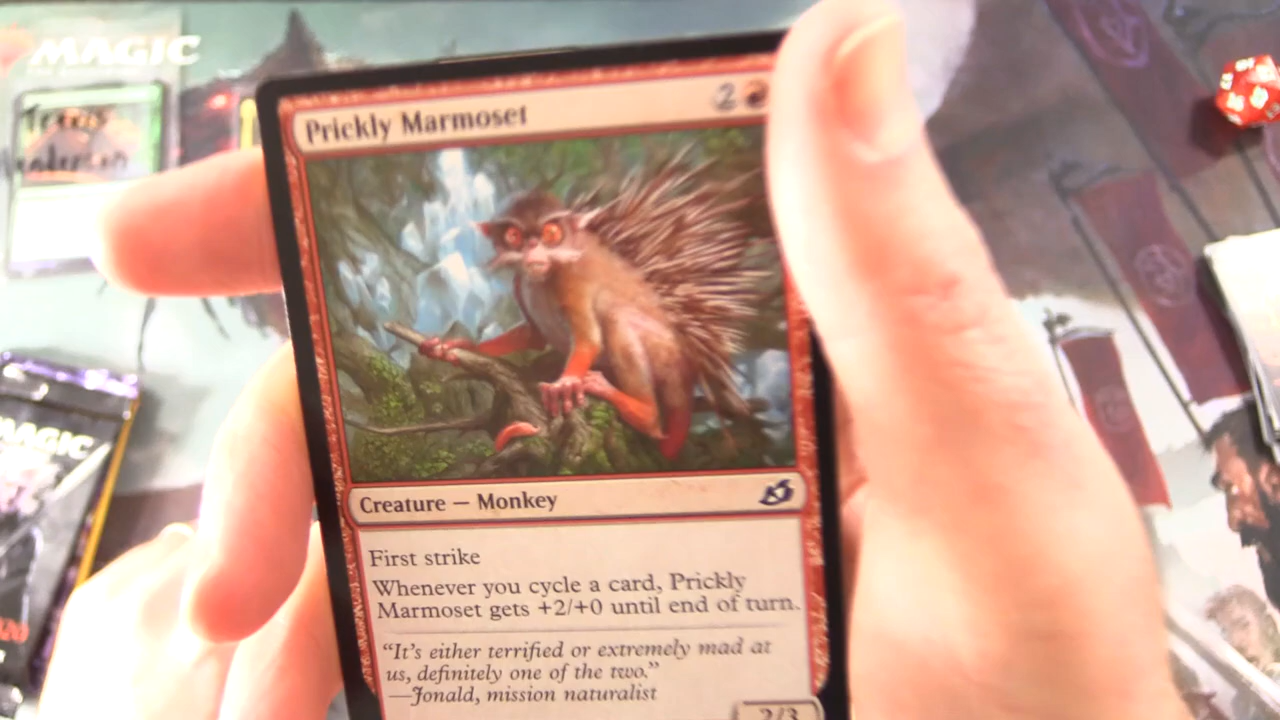 MAGIC
Prickly Marmoset
2
Creature — Monkey
First strike
Whenever you cycle a card, Prickly
Marmoset gets +2/+0 until end of turn.
"It's either terrified or extremely mad at
us, definitely one of the two."
—Jonald, mission naturalist
2/3
MAGIC